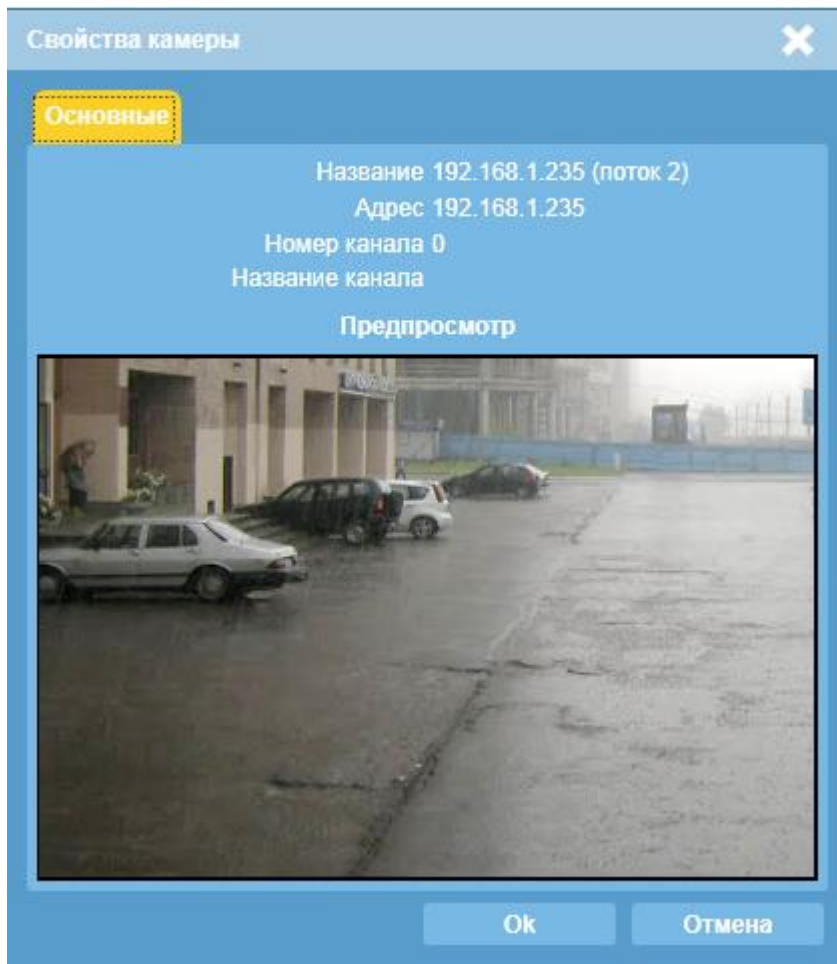 Свойства камеры
Основные
Название 192.168.1.235 (поток 2)
Адрес 192.168.1.235
Номер канала 0
Название канала
Предпросмотр
Ok Отмена